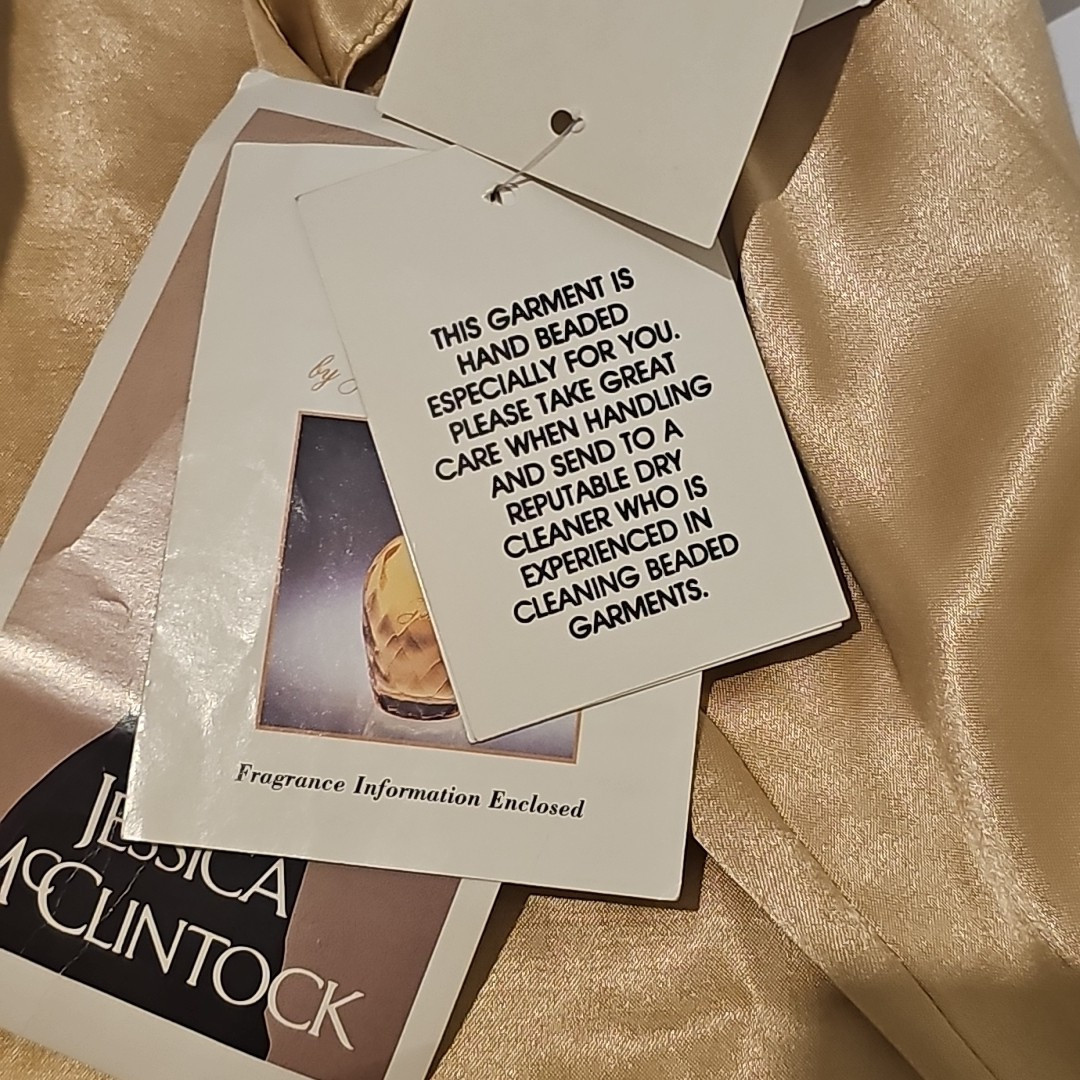 THIS GARMENT IS
HAND BEADED
ESPECIALLY FOR YOU.
PLEASE TAKE GREAT
CARE WHEN HANDLING
AND SEND TO A
REPUTABLE DRY
CLEANER WHO IS
EXPERIENCED IN
CLEANING BEADED
GARMENTS.
by
Fragrance Information Enclosed
JESSICA
McCLINTOCK